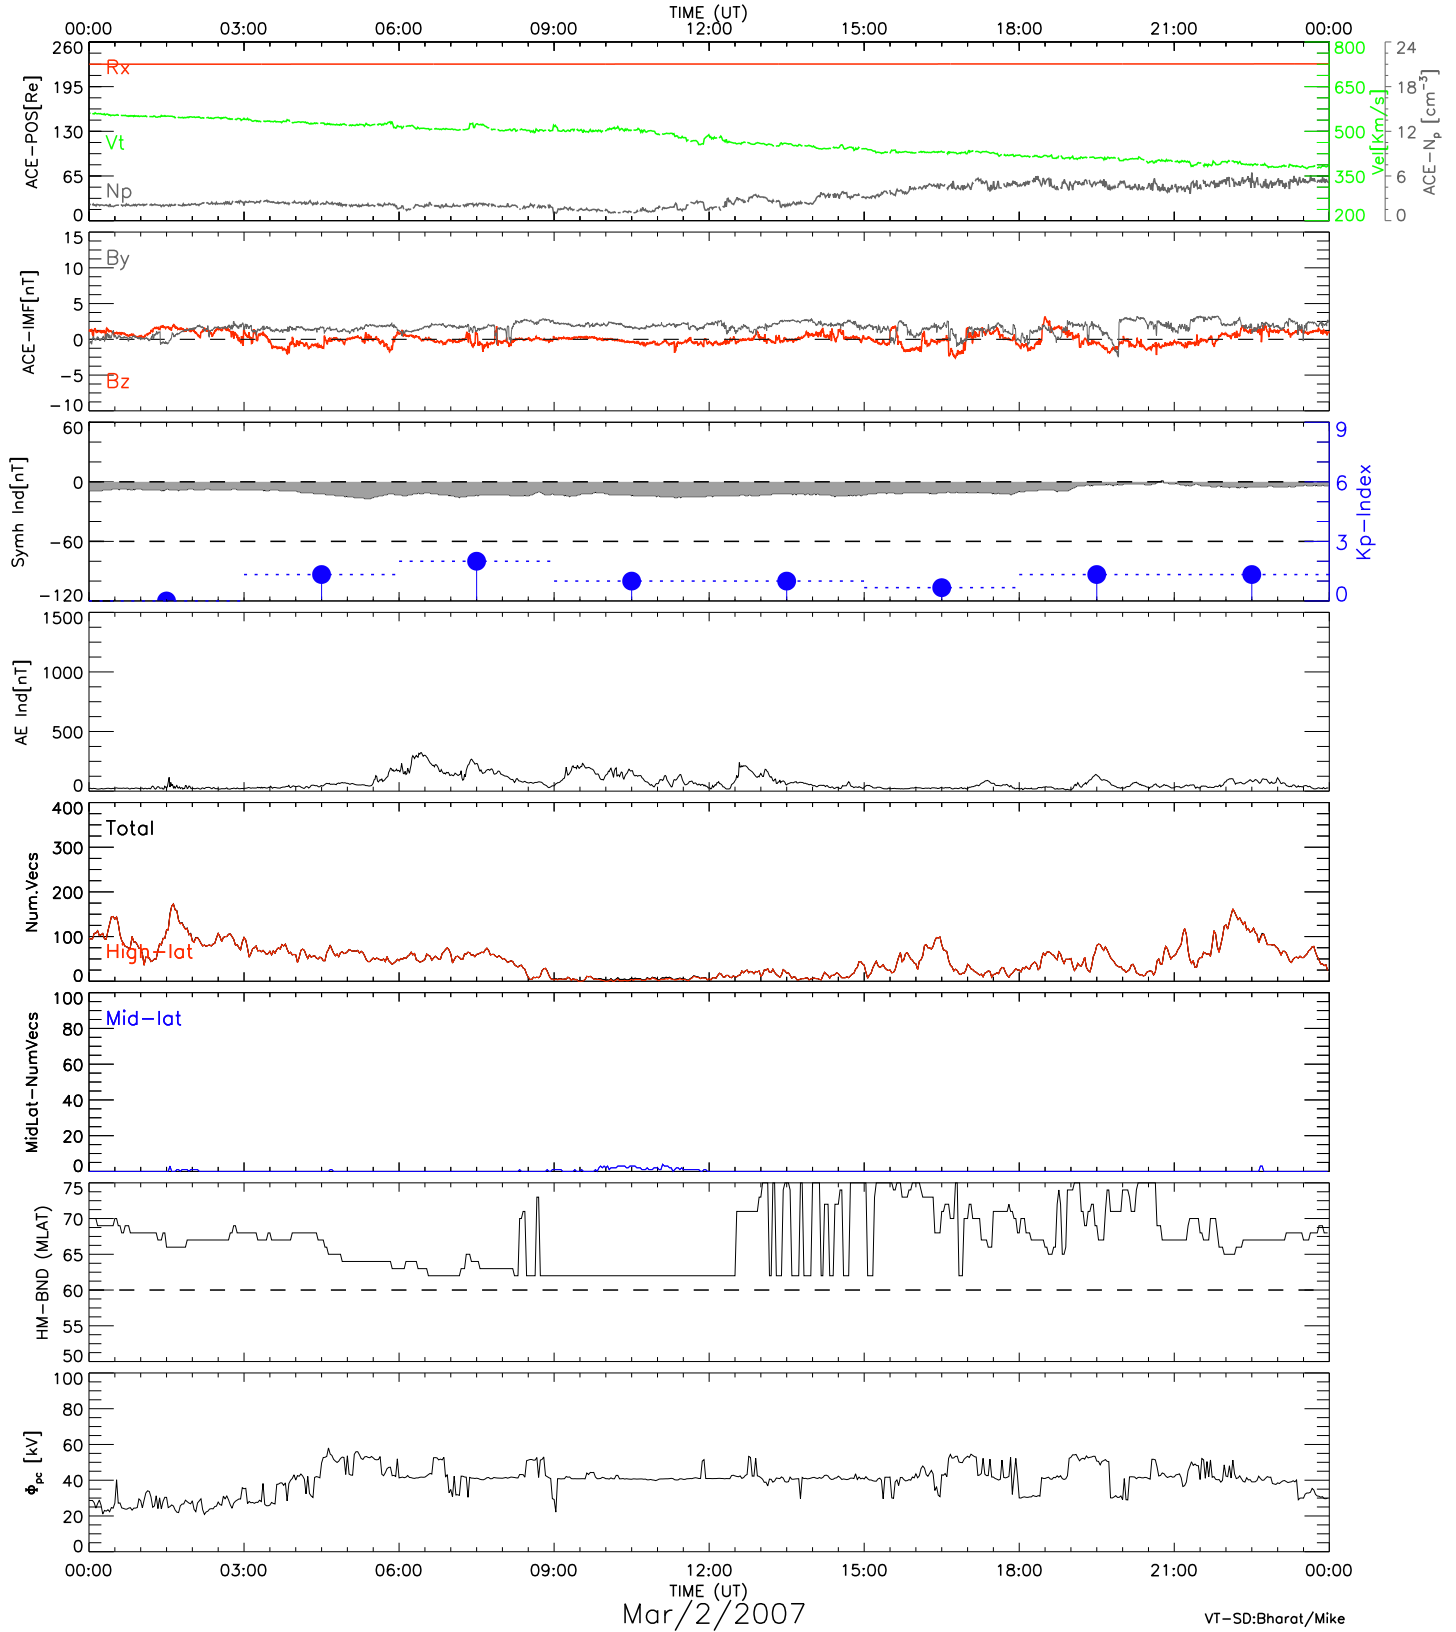 TIME (UT)
00:00 03:00 06:00 09:00 12:00 15:00 18:00 21:00 00:00
260 195 130 65 0
ACE-POS[Re]
Rx
Vt
Np
800 650 500 350 200
Vel[Km/s]
24 18 12 6 0
ACE-Np [cm-3]
15 10 5 0 -5 -10
ACE-IMF[nT]
By
Bz
60 0 -60 -120
Symh Ind[nT]
9 6 3 0
Kp-Index
1500 1000 500 0
AE Ind[nT]
400 300 200 100 0
Num.Vecs
Total
High-lat
100 80 60 40 20 0
MidLat-NumVecs
Mid-lat
75 70 65 60 55 50
HM-BND (MLAT)
100 80 60 40 20 0
Φpc [kV]
00:00 03:00 06:00 09:00 12:00 15:00 18:00 21:00 00:00
TIME (UT)
Mar/2/2007
VT-SD:Bharat/Mike